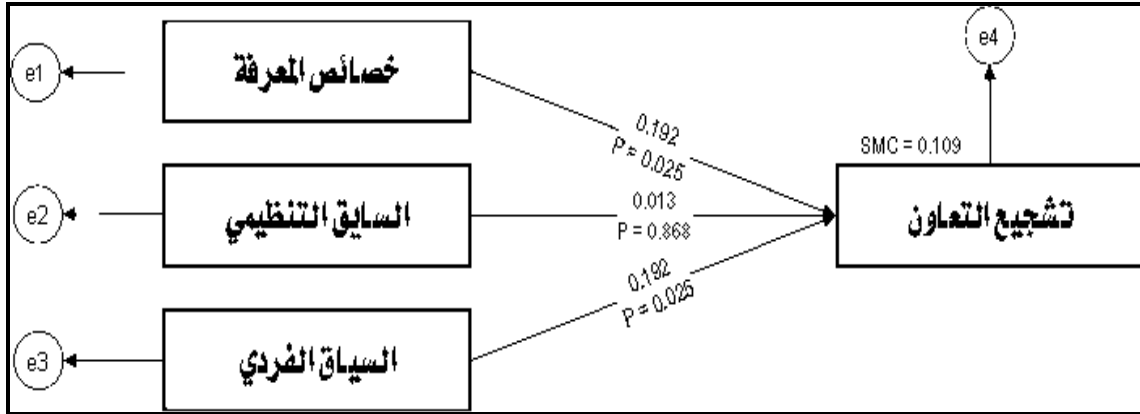 e1
خصائص المعرفة
e4
0.192
P = 0.025
SMC = 0.109
e2
السايق التنظيمي
0.013
P = 0.868
تشجيع التعاون
0.192
P = 0.025
e3
السياق الفردي